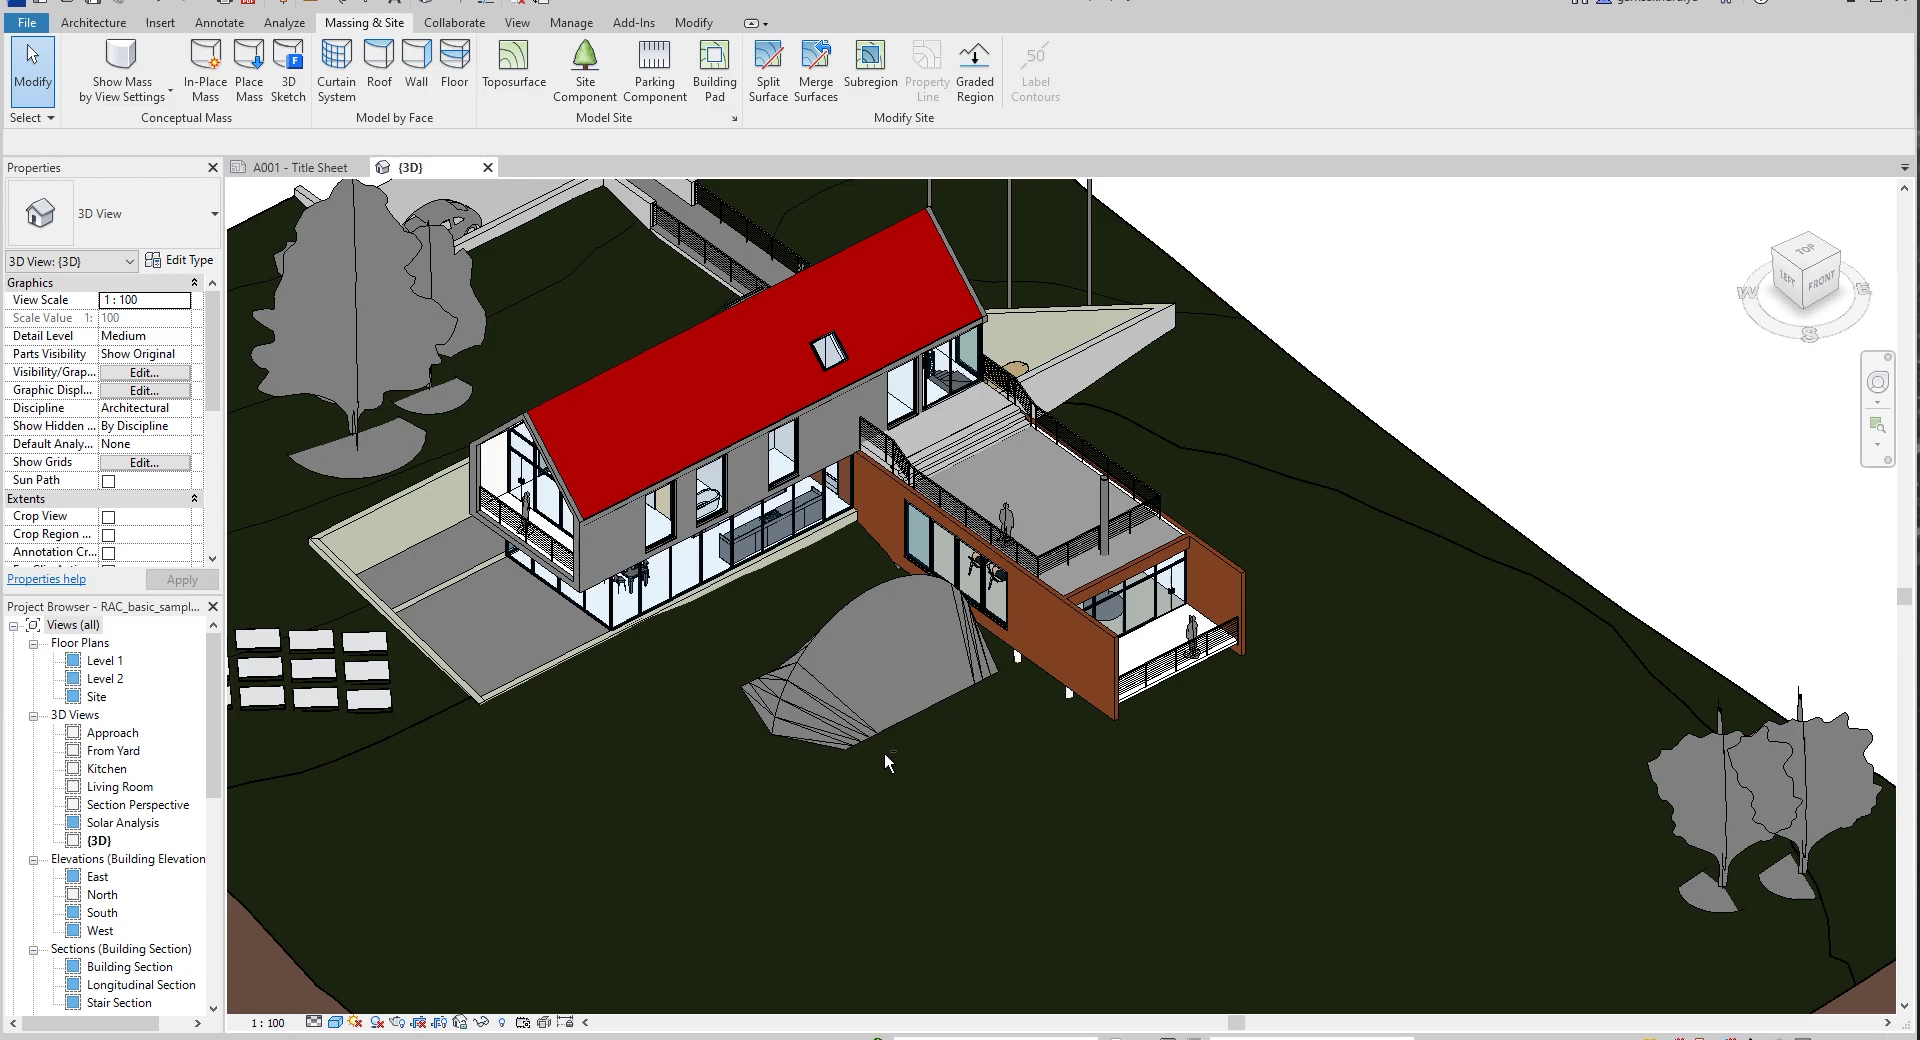 File Architecture Insert Annotate Analyze Massing & Site Collaborate View Manage Add-Ins Modify
Modify
Show Mass
by View Settings
In-Place
Mass
Place
Mass
3D
Sketch
Curtain
System
Roof
Wall
Floor
Toposurface
Site
Component
Parking
Component
Building
Pad
Split
Surface
Merge
Surfaces
Subregion
Property
Line
Graded
Region
50
Label
Contours
Select
Conceptual Mass
Model by Face
Model Site
Modify Site
Properties
A001 - Title Sheet
{3D}
3D View
3D View: {3D}
Edit Type
Graphics
View Scale 1 : 100
Scale Value 1: 100
Detail Level Medium
Parts Visibility Show Original
Visibility/Grap... Edit...
Graphic Displ... Edit...
Discipline Architectural
Show Hidden ... By Discipline
Default Analy... None
Show Grids Edit...
Sun Path
Extents
Crop View
Crop Region ...
Annotation Cr...
Properties help
Apply
Project Browser - RAC_basic_sampl...
Views (all)
Floor Plans
Level 1
Level 2
Site
3D Views
Approach
From Yard
Kitchen
Living Room
Section Perspective
Solar Analysis
{3D}
Elevations (Building Elevation
East
North
South
West
Sections (Building Section)
Building Section
Longitudinal Section
Stair Section
TOP
LEFT
FRONT
W
E
S
1 : 100